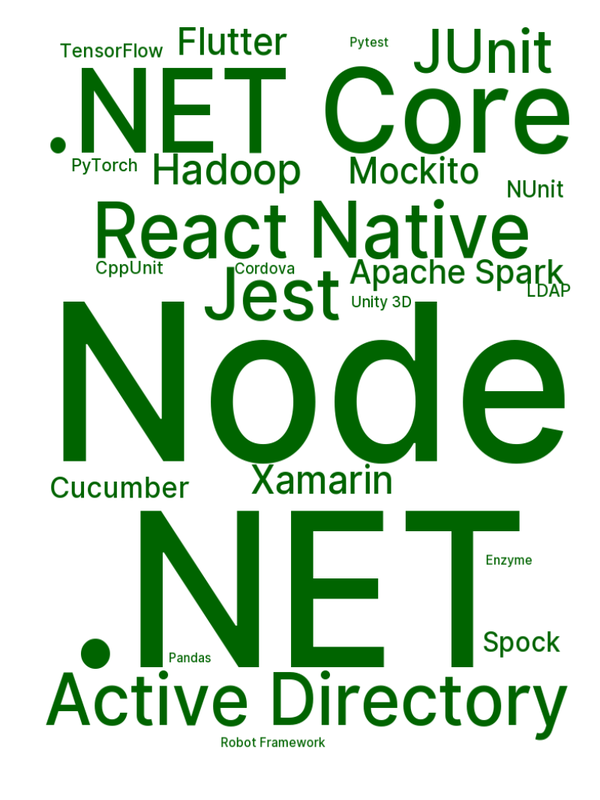 Flutter
Pytest
JUnit
TensorFlow
.NET Core
PyTorch
Hadoop
Mockito
NUnit
React Native
CppUnit
Cordova
Apache Spark
LDAP
Jest
Unity 3D
Node
Cucumber
Xamarin
.NET
Enzyme
Spock
Pandas
Active Directory
Robot Framework